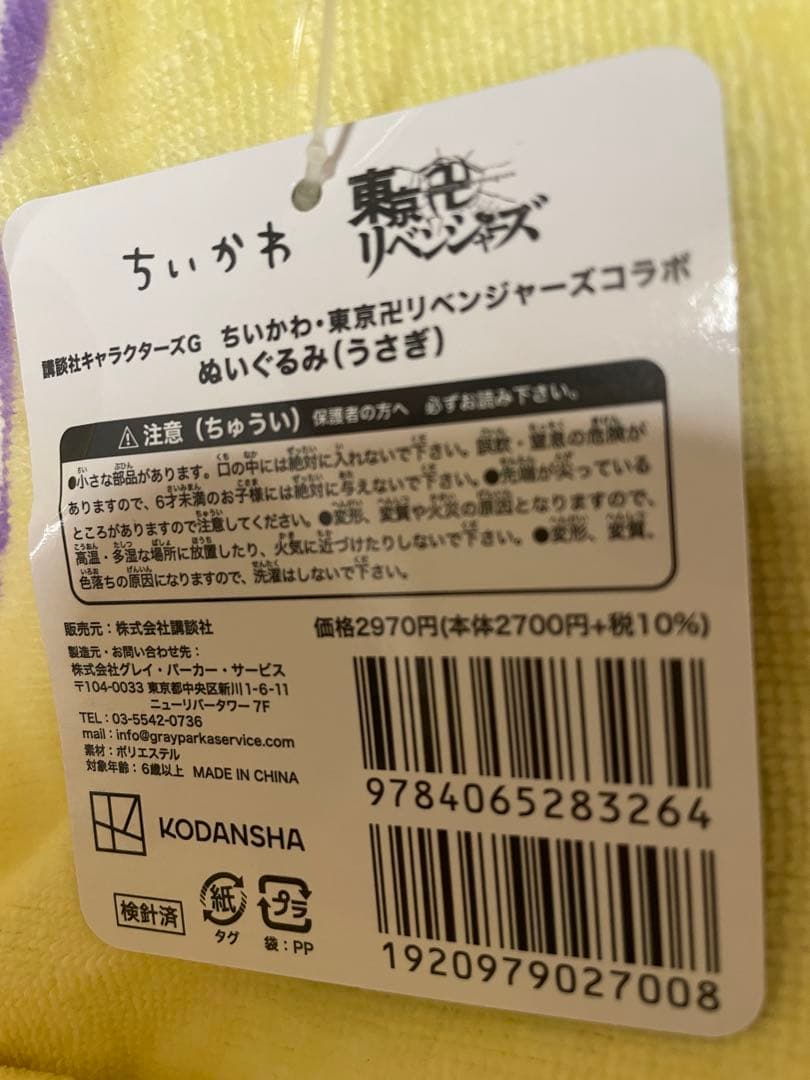 ちいかわ
東京卍リベンジャーズ
講談社キャラクターズG ちいかわ・東京卍リベンジャーズコラボ
ぬいぐるみ(うさぎ)
⚠注意(ちゅうい) 保護者の方へ 必ずお読み下さい。
●小さな部品があります。口の中には絶対に入れないで下さい。誤飲・窒息の危険が
ありますので、6才未満のお子様には絶対に与えないで下さい。●先端が尖っている
ところがありますので注意してください。●変形、変質や火災の原因となりますので、
高温・多湿な場所に放置したり、火気に近づけたりしないで下さい。●変形、変質、
色落ちの原因になりますので、洗濯はしないで下さい。
販売元:株式会社講談社
価格2970円(本体2700円+税10%)
製造元・お問い合わせ先:
株式会社グレイ・パーカー・サービス
〒104-0033 東京都中央区新川1-6-11
ニューリバータワー 7F
TEL:03-5542-0736
mail:info@grayparkaservice.com
素材:ポリエステル
対象年齢:6歳以上 MADE IN CHINA
9784065283264
KODANSHA
1920979027008
検針済
紙
タグ
プラ
袋:PP